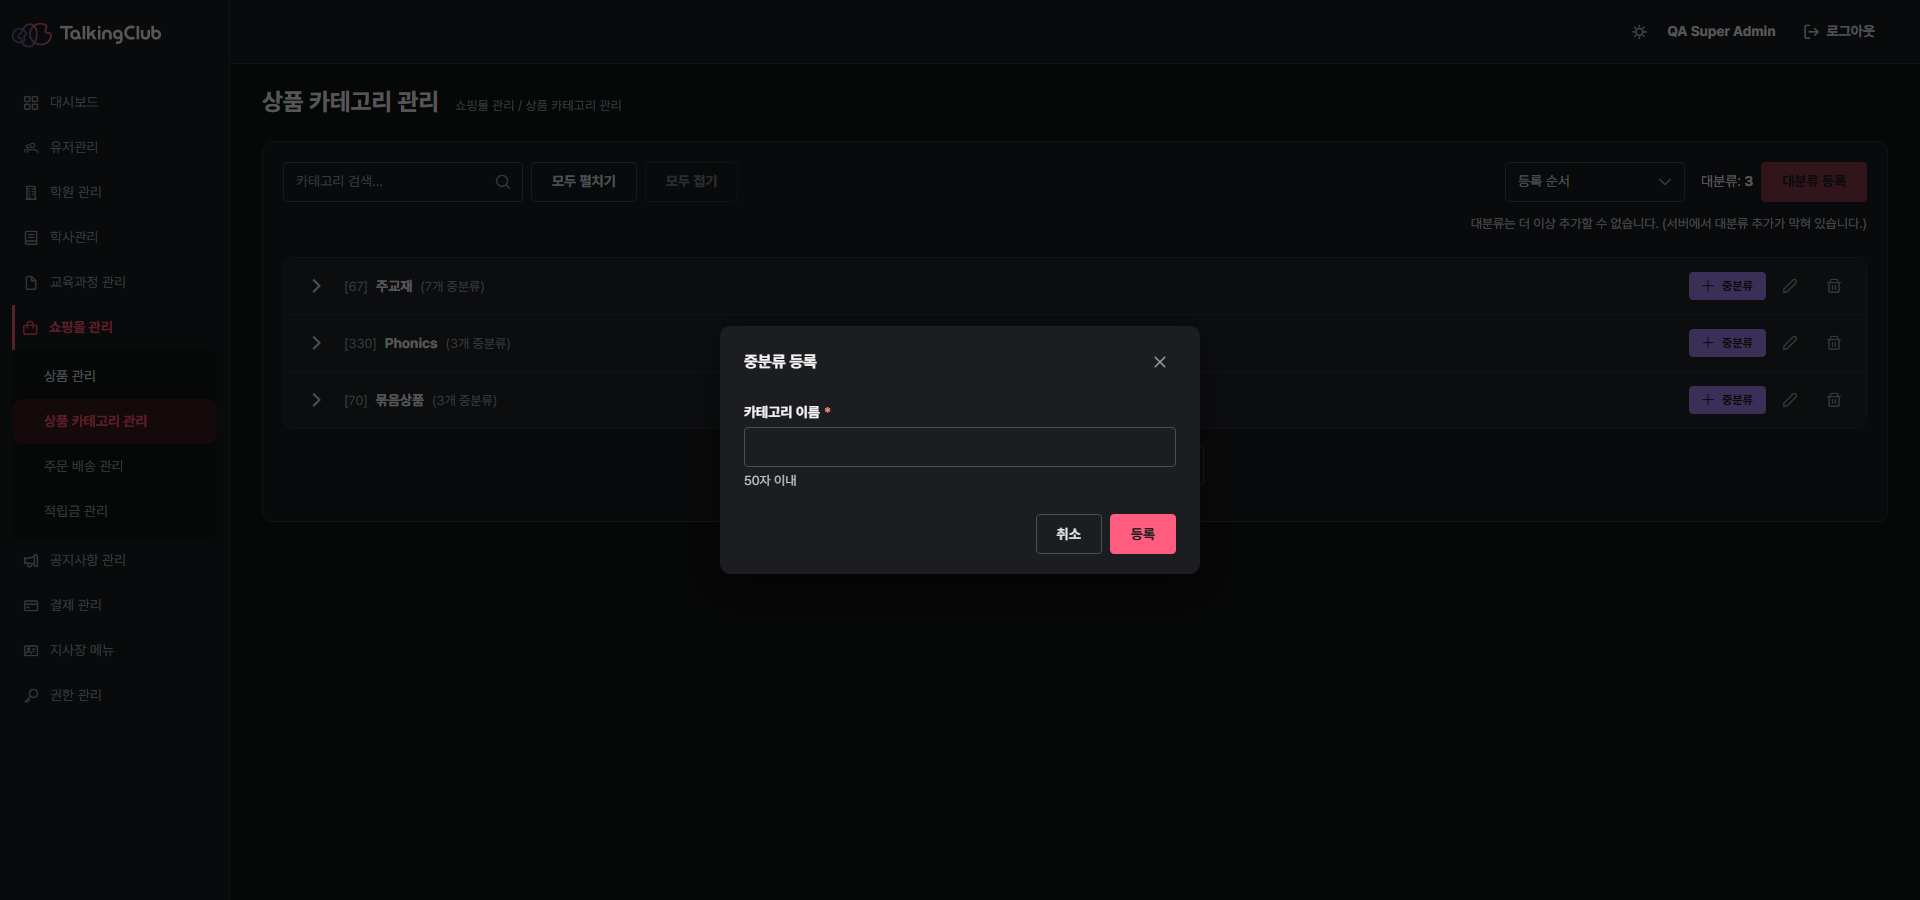 TalkingClub
QA Super Admin
로그아웃
대시보드
유저관리
학원 관리
학사관리
교육과정 관리
쇼핑몰 관리
상품 관리
상품 카테고리 관리
주문 배송 관리
적립금 관리
공지사항 관리
결제 관리
지사장 메뉴
권한 관리
상품 카테고리 관리
쇼핑몰 관리 / 상품 카테고리 관리
카테고리 검색...
모두 펼치기
모두 접기
등록 순서
대분류: 3
대분류 등록
대분류는 더 이상 추가할 수 없습니다. (서버에서 대분류 추가가 막혀 있습니다.)
[67] 주교재 (7개 중분류)
중분류
[330] Phonics (3개 중분류)
중분류
[70] 묶음상품 (3개 중분류)
중분류
중분류 등록
카테고리 이름 *
50자 이내
취소
등록